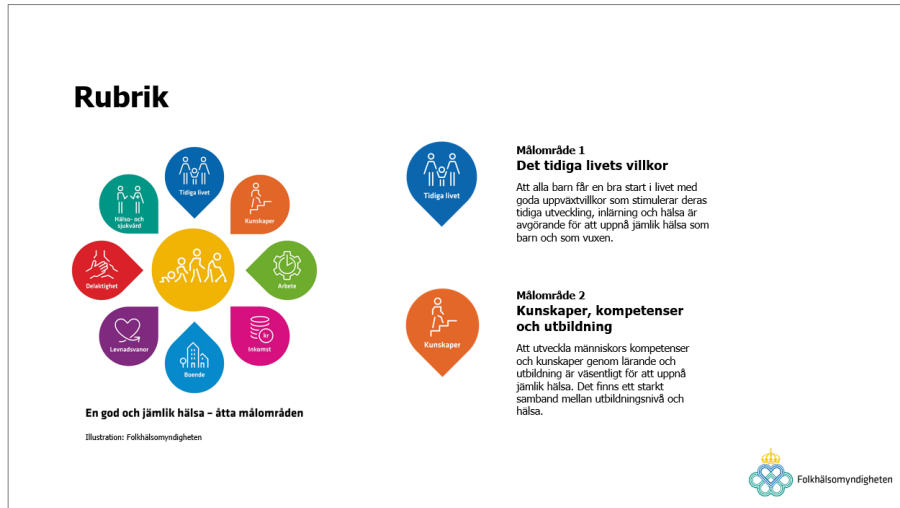 Rubrik
Tidiga livet
Kunskaper
Arbete
kr
Inkomst
Boende
Levnadsvanor
Delaktighet
Hälso- och
sjukvård
En god och jämlik hälsa – åtta målområden
Illustration: Folkhälsomyndigheten
Tidiga livet
Målområde 1
Det tidiga livets villkor
Att alla barn får en bra start i livet med
goda uppväxtvillkor som stimulerar deras
tidiga utveckling, inlärning och hälsa är
avgörande för att uppnå jämlik hälsa som
barn och som vuxen.
Kunskaper
Målområde 2
Kunskaper, kompetenser
och utbildning
Att utveckla människors kompetenser
och kunskaper genom lärande och
utbildning är väsentligt för att uppnå
jämlik hälsa. Det finns ett starkt
samband mellan utbildningsnivå och
hälsa.
Folkhälsomyndigheten